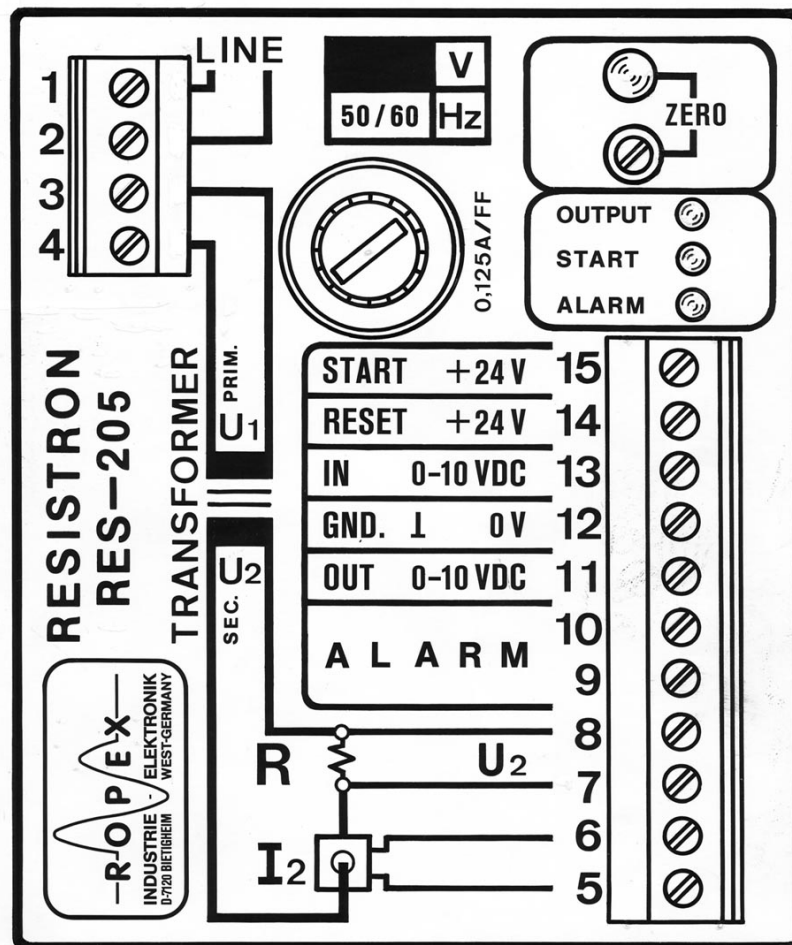 LINE
1
2
3
4
V
50/60 Hz
0,125A/FF
ZERO
OUTPUT
START
ALARM
RESISTRON
RES-205
TRANSFORMER
PRIM.
U1
U2
SEC.
START +24V 15
RESET +24V 14
IN 0-10 VDC 13
GND. ⊥ 0V 12
OUT 0-10 VDC 11
10
ALARM
9
8
R U2
7
6
I2
5
ROPEX
INDUSTRIE - ELEKTRONIK
D-7120 BIETIGHEIM WEST-GERMANY